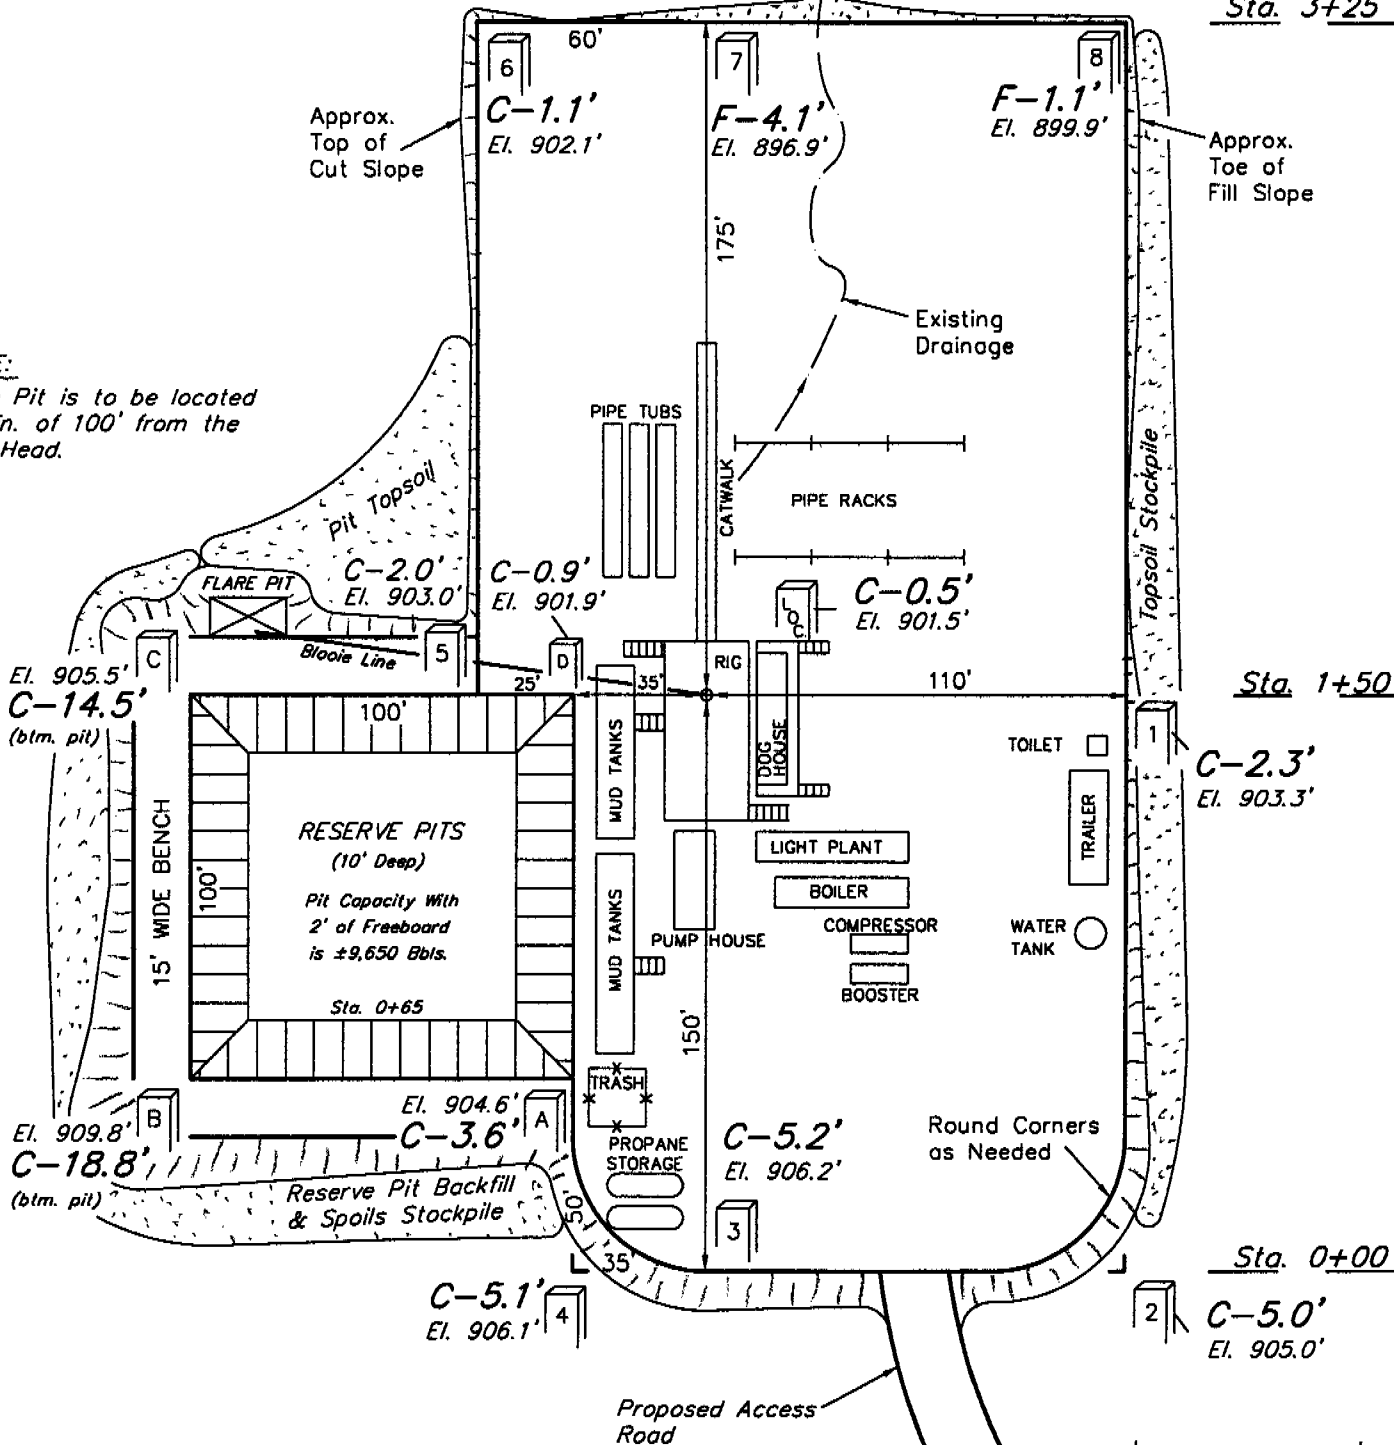 Sta. 3+25
60'
6
7
8
C-1.1'
El. 902.1'
F-4.1'
El. 896.9'
F-1.1'
El. 899.9'
Approx.
Top of
Cut Slope
Approx.
Toe of
Fill Slope
175'
Existing
Drainage
Pit is to be located
of 100' from the
Head.
PIPE TUBS
CATWALK
PIPE RACKS
Pit Topsoil
Topsoil Stockpile
FLARE PIT
C-2.0'
El. 903.0'
C-0.9'
El. 901.9'
LOC.
C-0.5'
El. 901.5'
C
5
D
Blooie Line
RIG
El. 905.5'
C-14.5'
(btm. pit)
25'
35'
110'
Sta. 1+50
100'
MUD TANKS
DOG
HOUSE
TOILET
1
C-2.3'
El. 903.3'
15' WIDE BENCH
100'
RESERVE PITS
(10' Deep)
Pit Capacity With
2' of Freeboard
is ±9,650 Bbls.
Sta. 0+65
TRAILER
LIGHT PLANT
BOILER
COMPRESSOR
PUMP HOUSE
MUD TANKS
WATER
TANK
BOOSTER
150'
TRASH
B
El. 904.6'
A
C-3.6'
El. 909.8'
C-18.8'
(btm. pit)
PROPANE
STORAGE
C-5.2'
El. 906.2'
Round Corners
as Needed
Reserve Pit Backfill
& Spoils Stockpile
50'
3
35'
Sta. 0+00
C-5.1'
El. 906.1'
4
2
C-5.0'
El. 905.0'
Proposed Access
Road